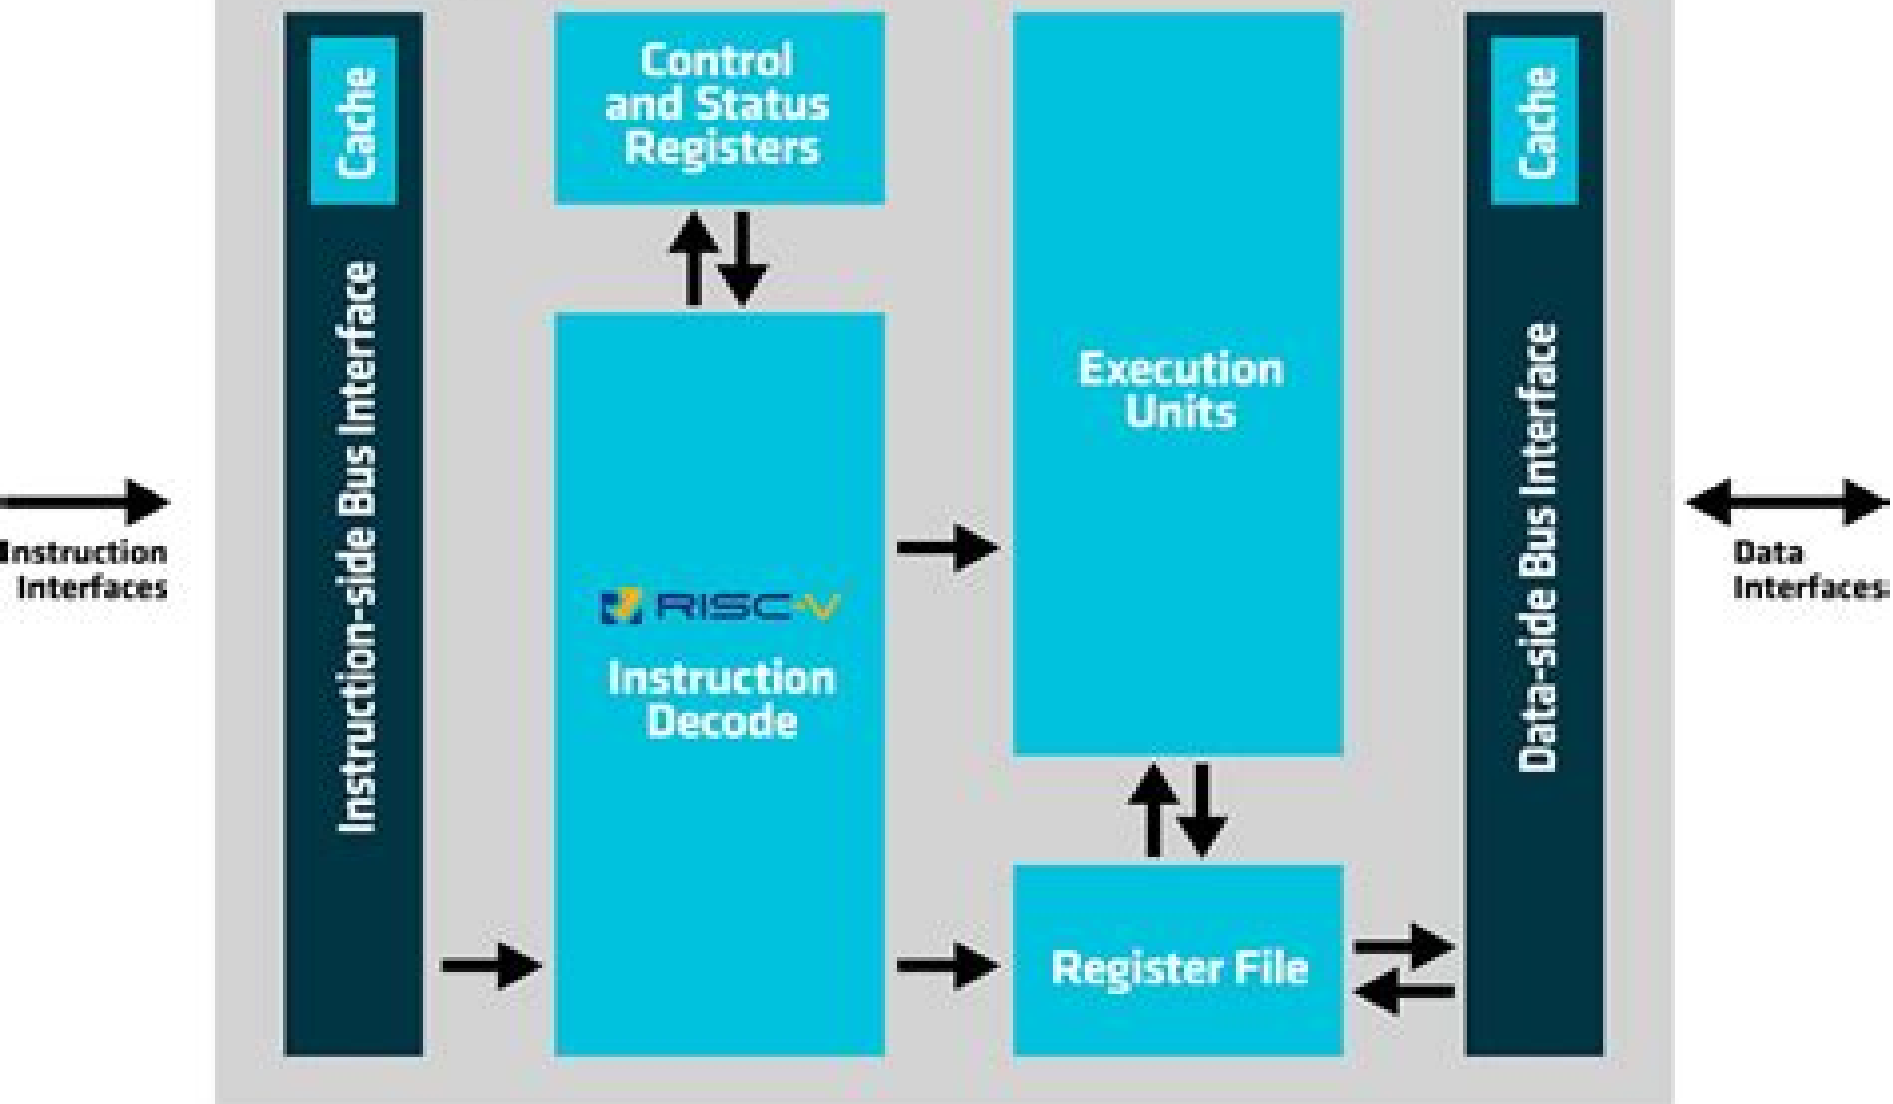 Cache
Instruction-side Bus Interface
Control
and Status
Registers
Execution
Units
Cache
Data-side Bus Interface
Instruction
Interfaces
RISC-V
Instruction
Decode
Register File
Data
Interfaces